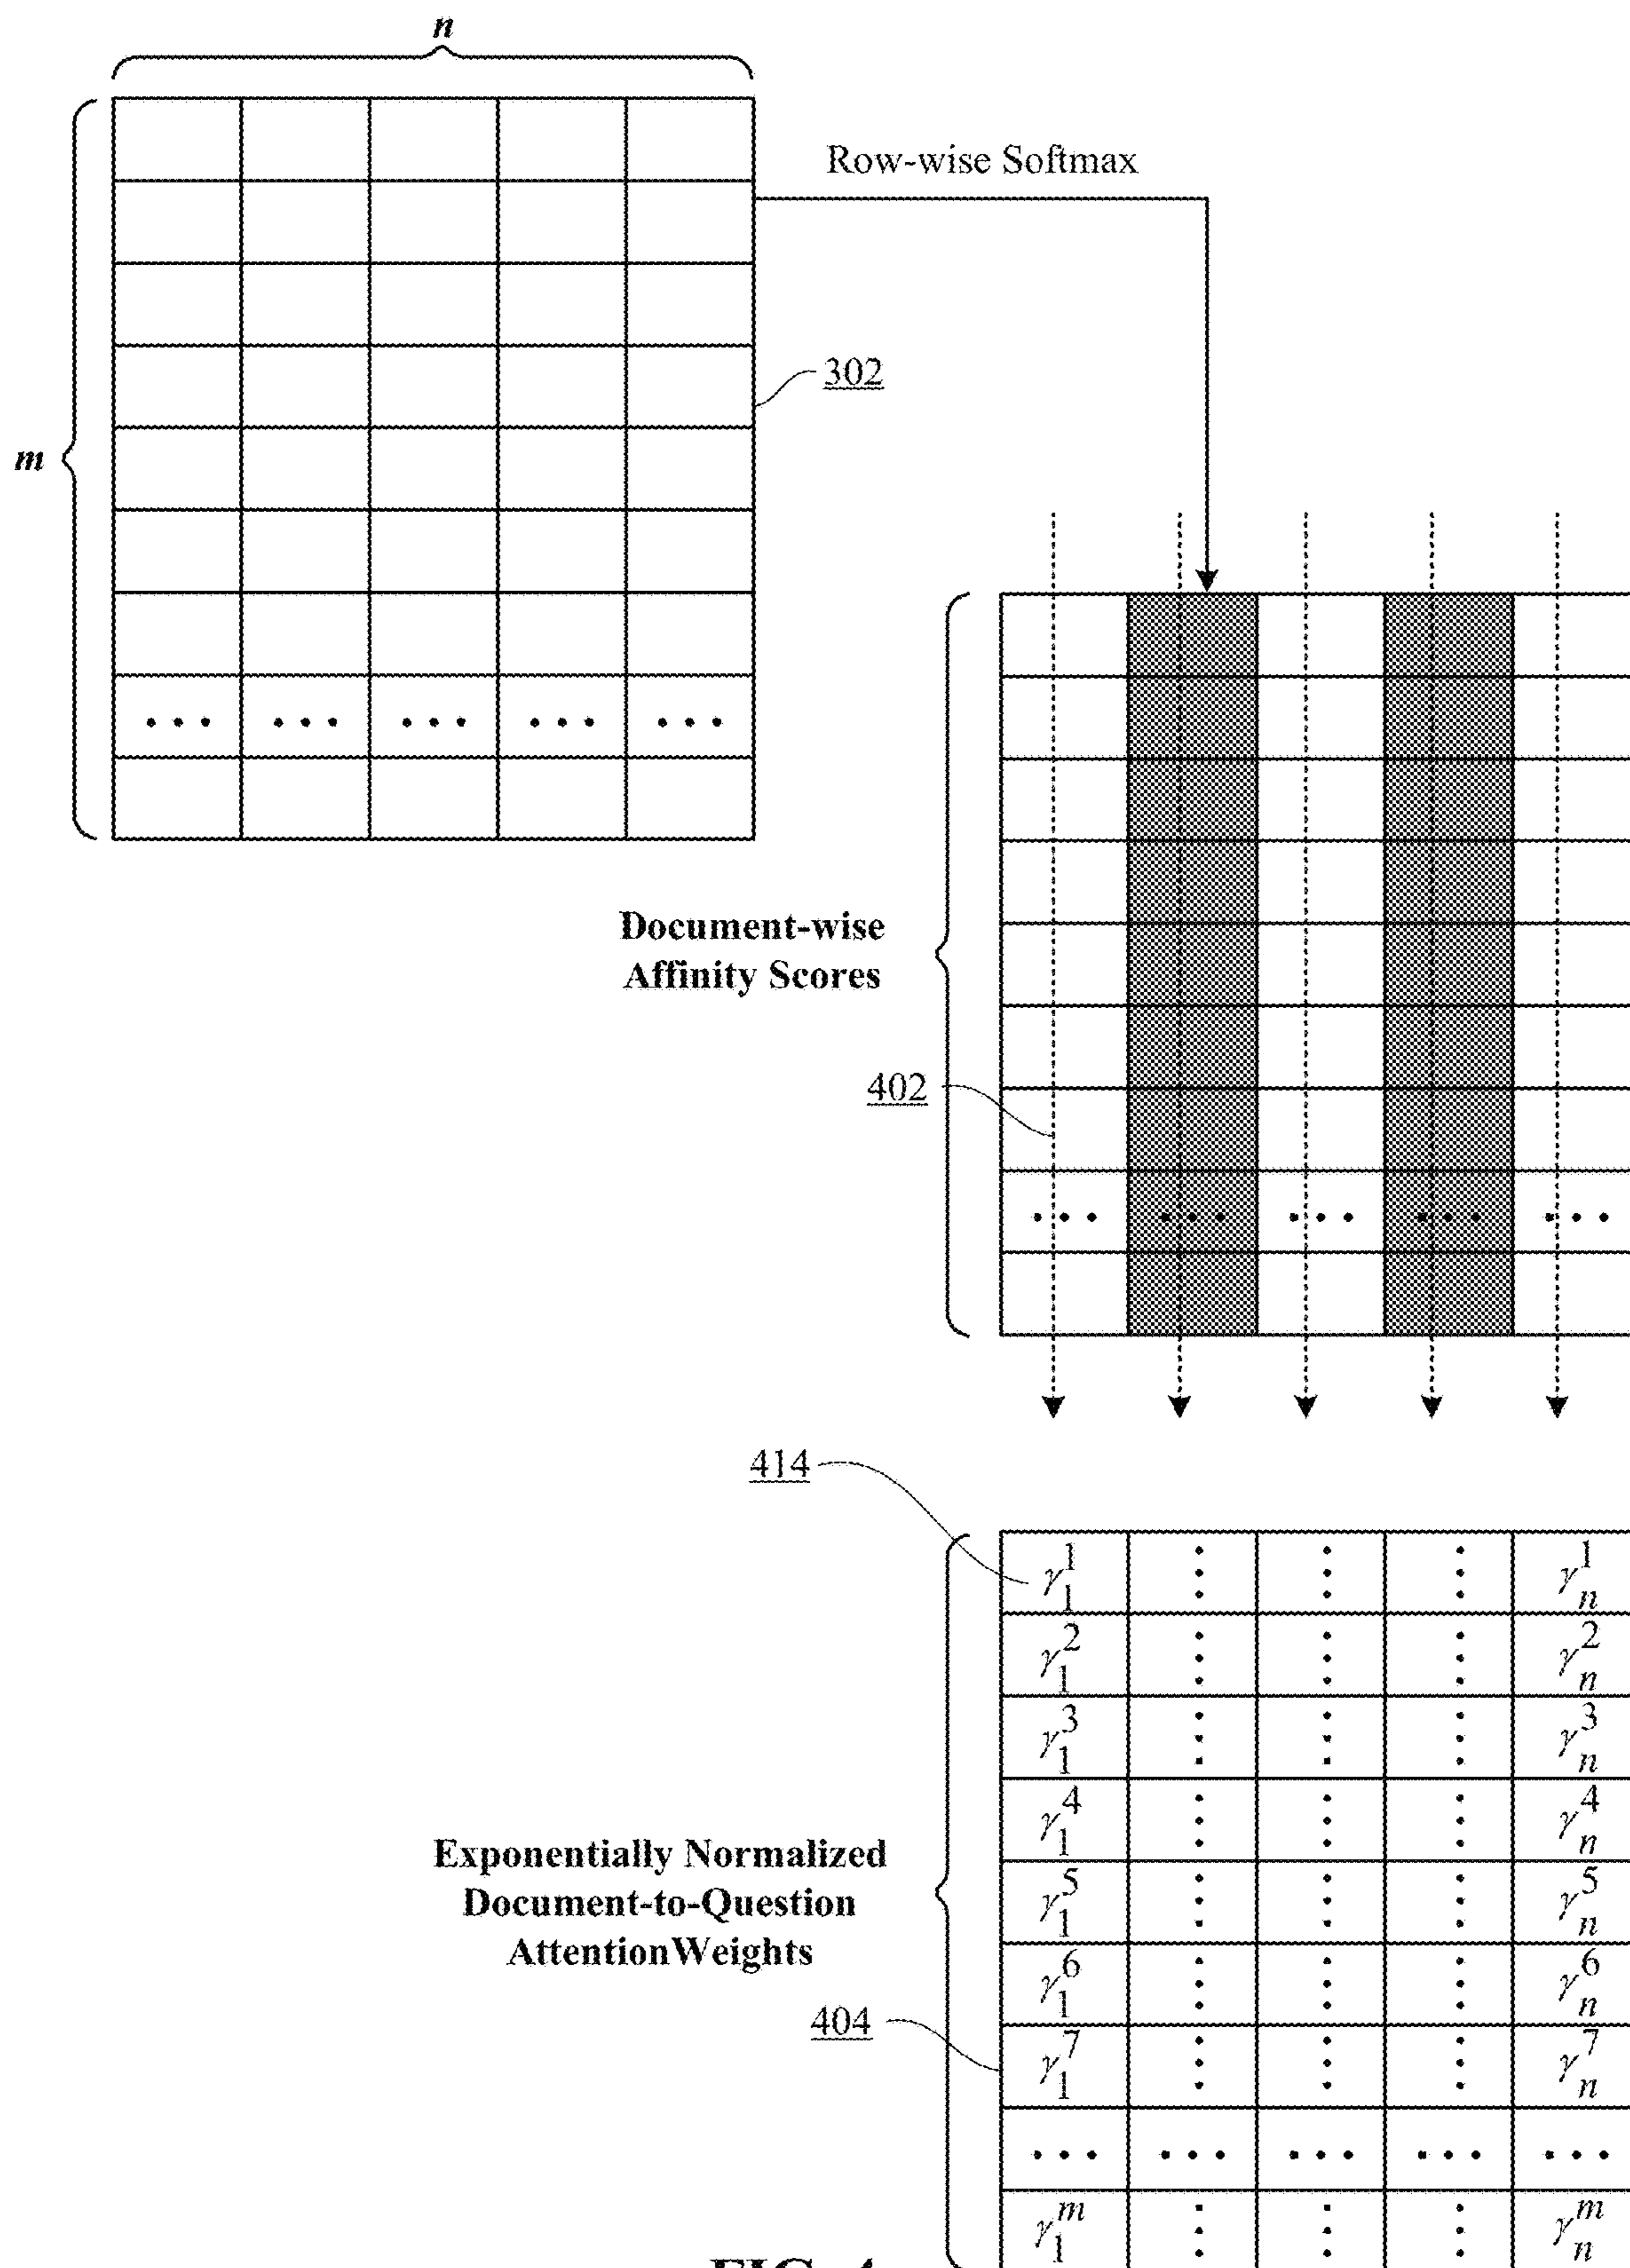 n
Row-wise Softmax
302
m
• • • • • • • • • • • • • • •
Document-wise
Affinity Scores
402
• • • • • • • • • • • • • • •
414
γ₁¹ ⋮ ⋮ ⋮ γₙ¹
γ₁² ⋮ ⋮ ⋮ γₙ²
γ₁³ ⋮ ⋮ ⋮ γₙ³
γ₁⁴ ⋮ ⋮ ⋮ γₙ⁴
Exponentially Normalized
Document-to-Question
AttentionWeights
γ₁⁵ ⋮ ⋮ ⋮ γₙ⁵
γ₁⁶ ⋮ ⋮ ⋮ γₙ⁶
404
γ₁⁷ ⋮ ⋮ ⋮ γₙ⁷
• • • • • • • • • • • • • • •
γ₁ᵐ ⋮ ⋮ ⋮ γₙᵐ